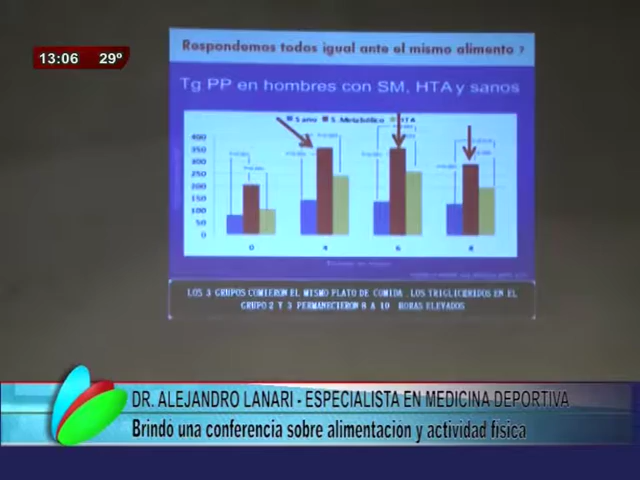 13:06 29°
Respondemos todos igual ante el mismo alimento ?
Tg PP en hombres con SM, HTA y sanos
Sano S. Metabólico HTA
400
350
300
250
200
150
100
50
0
0 4 6 8
LOS 3 GRUPOS COMIERON EL MISMO PLATO DE COMIDA. LOS TRIGLICERIDOS EN EL
GRUPO 2 Y 3 PERMANECIERON 8 A 10 HORAS ELEVADOS
DR. ALEJANDRO LANARI - ESPECIALISTA EN MEDICINA DEPORTIVA
Brindó una conferencia sobre alimentación y actividad física